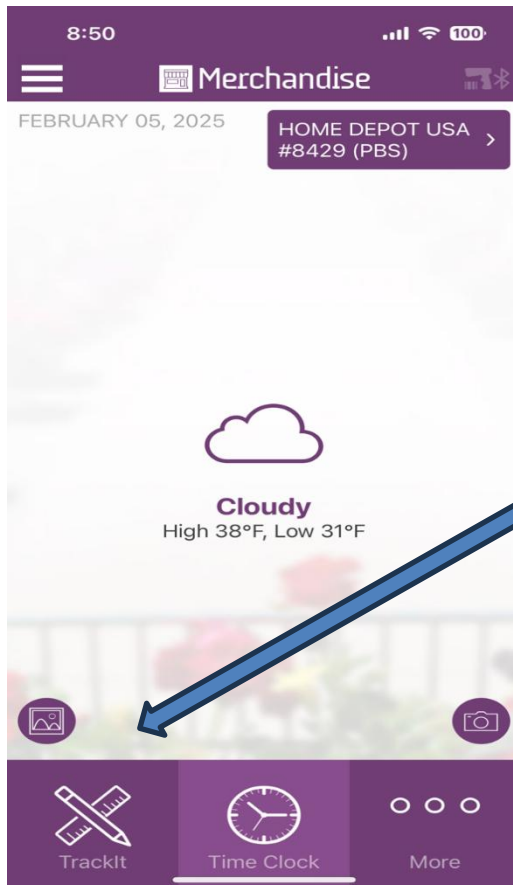 8:50
100
Merchandise
FEBRUARY 05, 2025
HOME DEPOT USA
#8429 (PBS)
Cloudy
High 38°F, Low 31°F
TrackIt
Time Clock
More